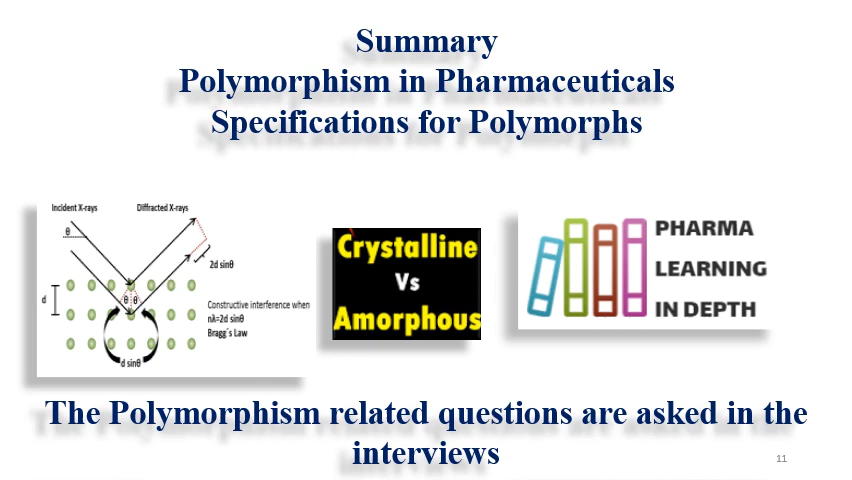 Summary
Polymorphism in Pharmaceuticals
Specifications for Polymorphs
Incident X-rays
Diffracted X-rays
θ
2d sinθ
d
θ θ
Constructive interference when
nλ=2d sinθ
Bragg´s Law
d sinθ
Crystalline
Vs
Amorphous
PHARMA
LEARNING
IN DEPTH
The Polymorphism related questions are asked in the
interviews
11